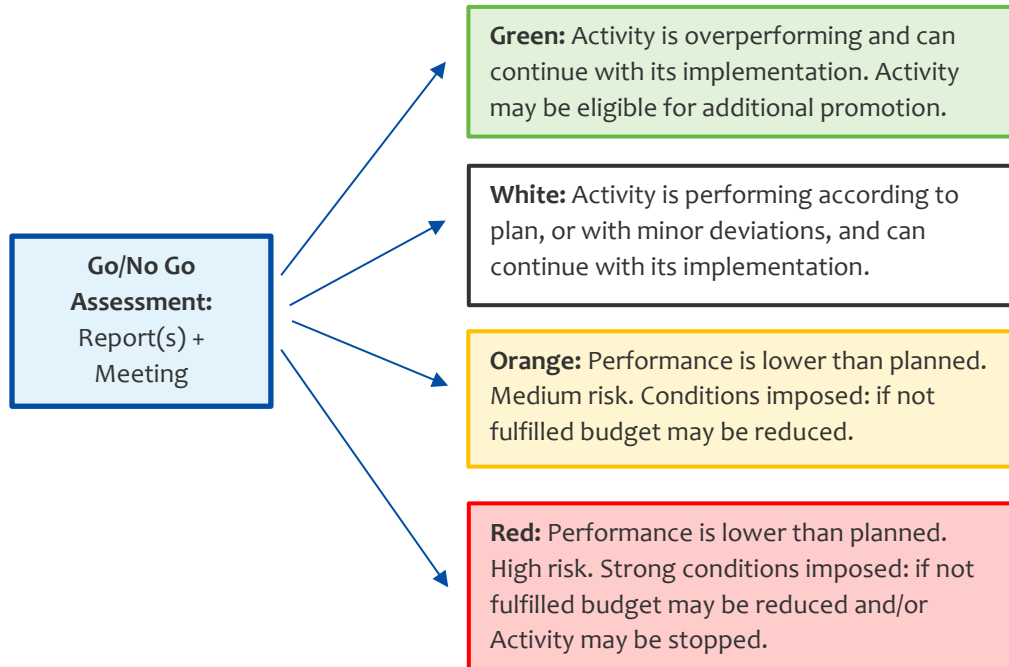 Green: Activity is overperforming and can
continue with its implementation. Activity
may be eligible for additional promotion.
White: Activity is performing according to
plan, or with minor deviations, and can
continue with its implementation.
Go/No Go
Assessment:
Report(s) +
Meeting
Orange: Performance is lower than planned.
Medium risk. Conditions imposed: if not
fulfilled budget may be reduced.
Red: Performance is lower than planned.
High risk. Strong conditions imposed: if not
fulfilled budget may be reduced and/or
Activity may be stopped.